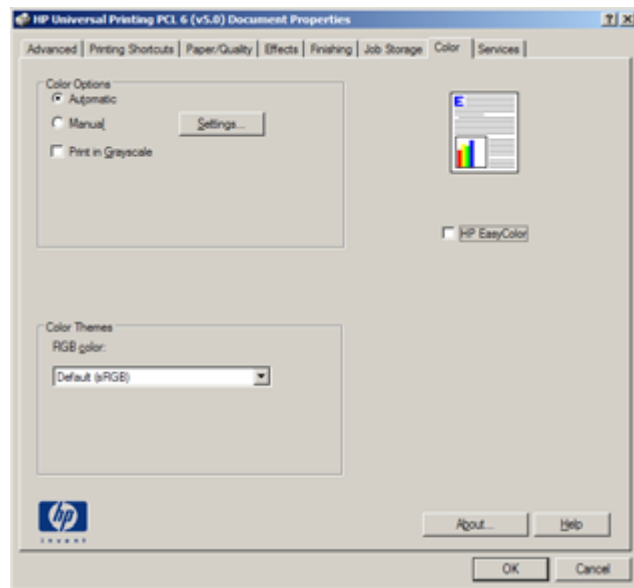 HP Universal Printing PCL 6 (v5.0) Document Properties
Advanced Printing Shortcuts Paper/Quality Effects Finishing Job Storage Color Services
Color Options
Automatic
Manual
Settings...
Print in Grayscale
E
HP EasyColor
Color Themes
RGB color:
Default (sRGB)
hp
invent
About...
Help
OK
Cancel